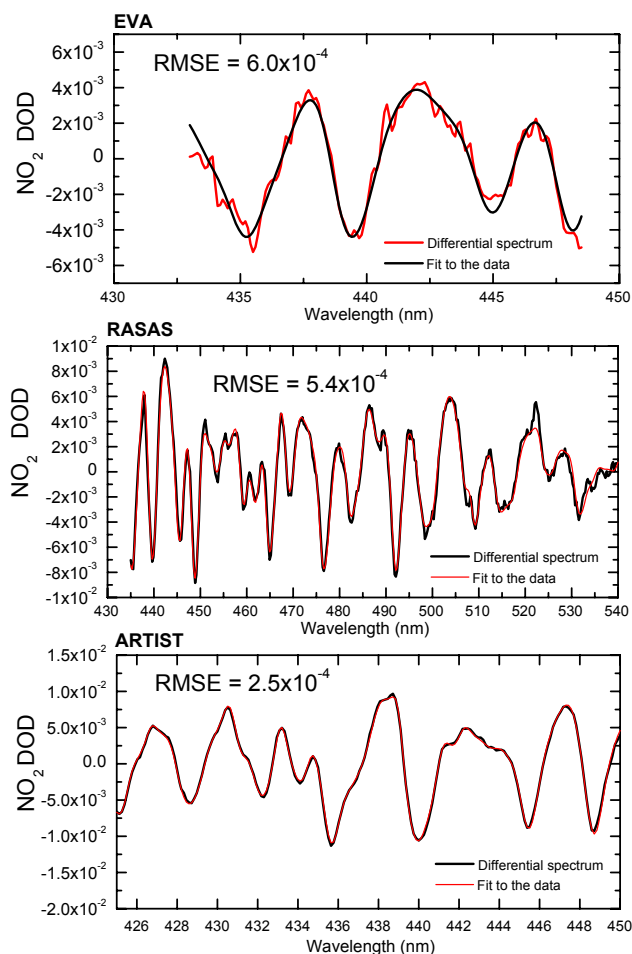 EVA
RMSE = 6.0x10⁻⁴
6x10⁻³
4x10⁻³
2x10⁻³
0
-2x10⁻³
-4x10⁻³
-6x10⁻³
NO₂ DOD
Differential spectrum
Fit to the data
430 435 440 445 450
Wavelength (nm)
RASAS
RMSE = 5.4x10⁻⁴
1x10⁻²
8x10⁻³
6x10⁻³
4x10⁻³
2x10⁻³
0
-2x10⁻³
-4x10⁻³
-6x10⁻³
-8x10⁻³
-1x10⁻²
NO₂ DOD
Differential spectrum
Fit to the data
430 440 450 460 470 480 490 500 510 520 530 540
Wavelength (nm)
ARTIST
RMSE = 2.5x10⁻⁴
1.5x10⁻²
1.0x10⁻²
5.0x10⁻³
0.0
-5.0x10⁻³
-1.0x10⁻²
-1.5x10⁻²
-2.0x10⁻²
NO₂ DOD
Differential spectrum
Fit to the data
426 428 430 432 434 436 438 440 442 444 446 448 450
Wavelength (nm)